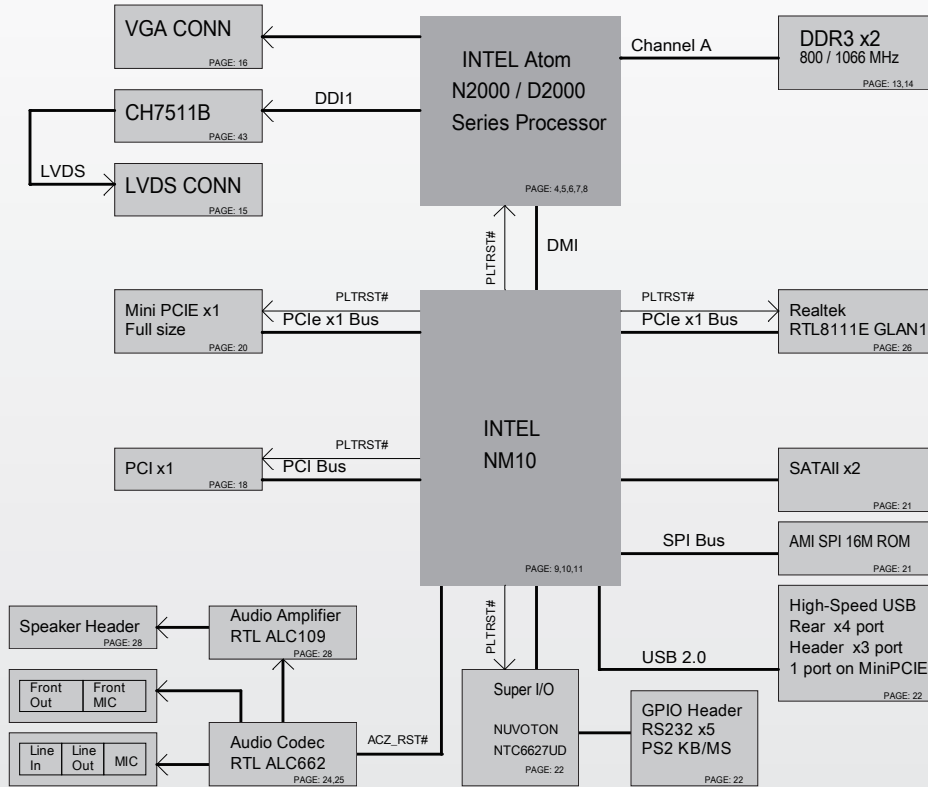 VGA CONN
PAGE: 16
INTEL Atom
N2000 / D2000
Series Processor
PAGE: 4,5,6,7,8
Channel A
DDR3 x2
800 / 1066 MHz
PAGE: 13,14
CH7511B
PAGE: 43
DDI1
LVDS
LVDS CONN
PAGE: 15
PLTRST#
DMI
Mini PCIE x1
Full size
PAGE: 20
PLTRST#
PCIe x1 Bus
PLTRST#
PCIe x1 Bus
Realtek
RTL8111E GLAN1
PAGE: 26
INTEL
NM10
PAGE: 9,10,11
PCI x1
PAGE: 18
PLTRST#
PCI Bus
SATAII x2
PAGE: 21
SPI Bus
AMI SPI 16M ROM
PAGE: 21
High-Speed USB
Rear x4 port
Header x3 port
1 port on MiniPCIE
PAGE: 22
USB 2.0
Speaker Header
PAGE: 28
Audio Amplifier
RTL ALC109
PAGE: 28
PLTRST#
Front
Out
Front
MIC
Line
In
Line
Out
MIC
Audio Codec
RTL ALC662
PAGE: 24,25
ACZ_RST#
Super I/O
NUVOTON
NTC6627UD
PAGE: 22
GPIO Header
RS232 x5
PS2 KB/MS
PAGE: 22